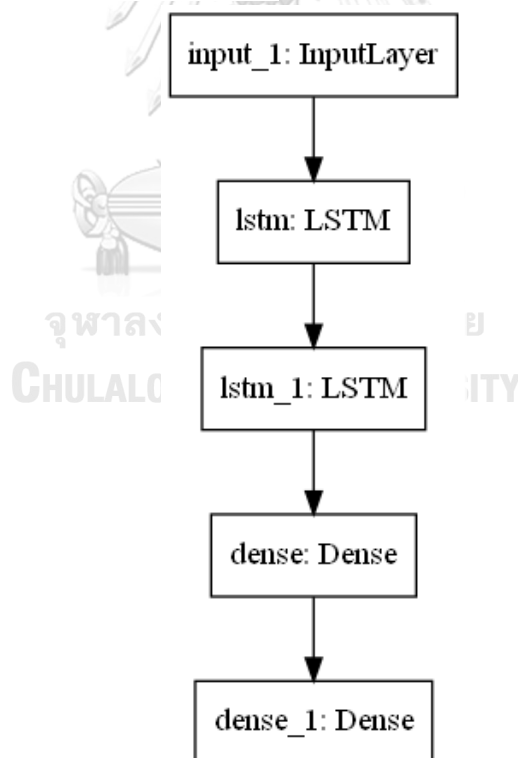 input_1: InputLayer
lstm: LSTM
lstm_1: LSTM
dense: Dense
dense_1: Dense